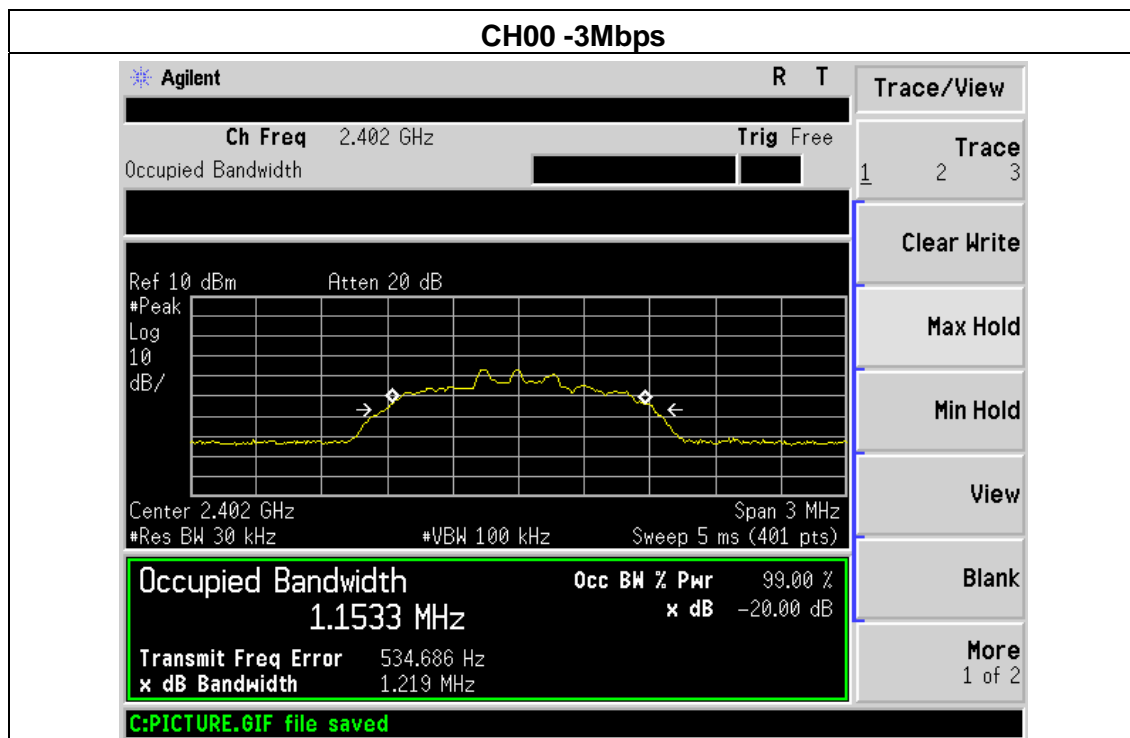 CH00 -3Mbps
Agilent R T
Trace/View
Ch Freq 2.402 GHz Trig Free
Occupied Bandwidth
Trace
1 2 3
Clear Write
Max Hold
Min Hold
View
Blank
More
1 of 2
Ref 10 dBm Atten 20 dB
#Peak
Log
10
dB/
Center 2.402 GHz Span 3 MHz
#Res BW 30 kHz #VBW 100 kHz Sweep 5 ms (401 pts)
Occupied Bandwidth Occ BW % Pwr 99.00 %
1.1533 MHz x dB -20.00 dB
Transmit Freq Error 534.686 Hz
x dB Bandwidth 1.219 MHz
C:PICTURE.GIF file saved